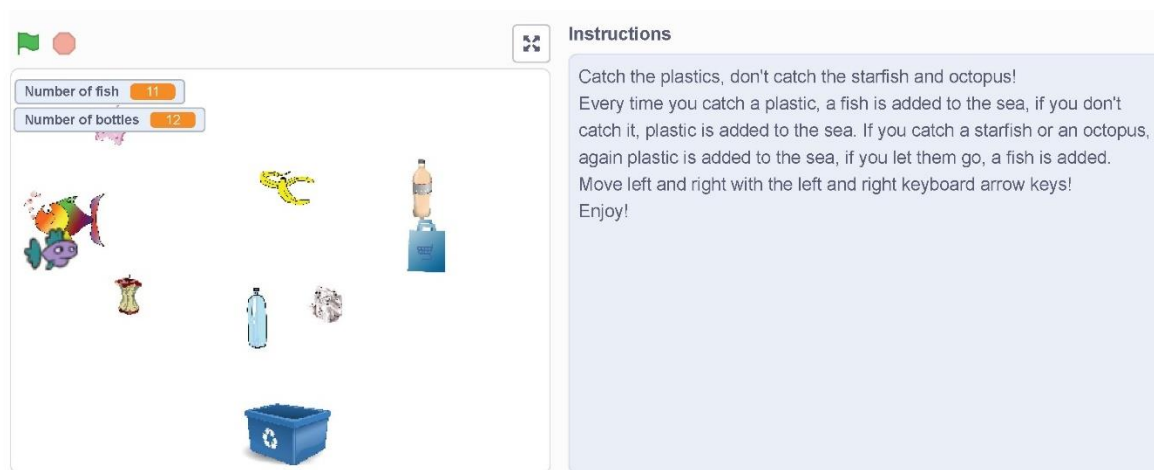 Instructions
Number of fish 11
Number of bottles 12
Catch the plastics, don't catch the starfish and octopus!
Every time you catch a plastic, a fish is added to the sea, if you don't
catch it, plastic is added to the sea. If you catch a starfish or an octopus,
again plastic is added to the sea, if you let them go, a fish is added.
Move left and right with the left and right keyboard arrow keys!
Enjoy!